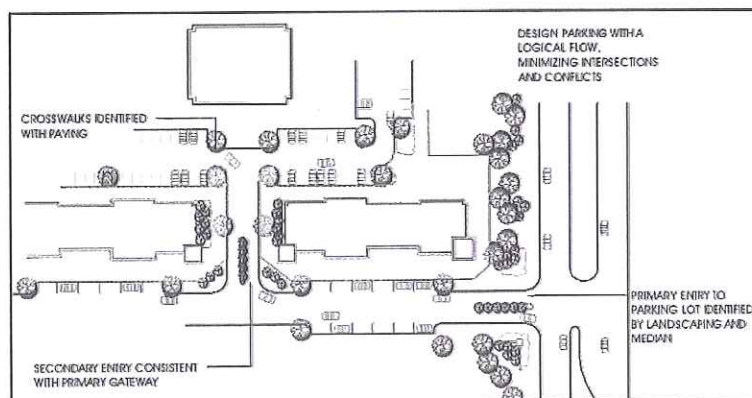 DESIGN PARKING WITH A
LOGICAL FLOW,
MINIMIZING INTERSECTIONS
AND CONFLICTS
CROSSWALKS IDENTIFIED
WITH PAVING
PRIMARY ENTRY TO
PARKING LOT IDENTIFIED
BY LANDSCAPING AND
MEDIAN
SECONDARY ENTRY CONSISTENT
WITH PRIMARY GATEWAY